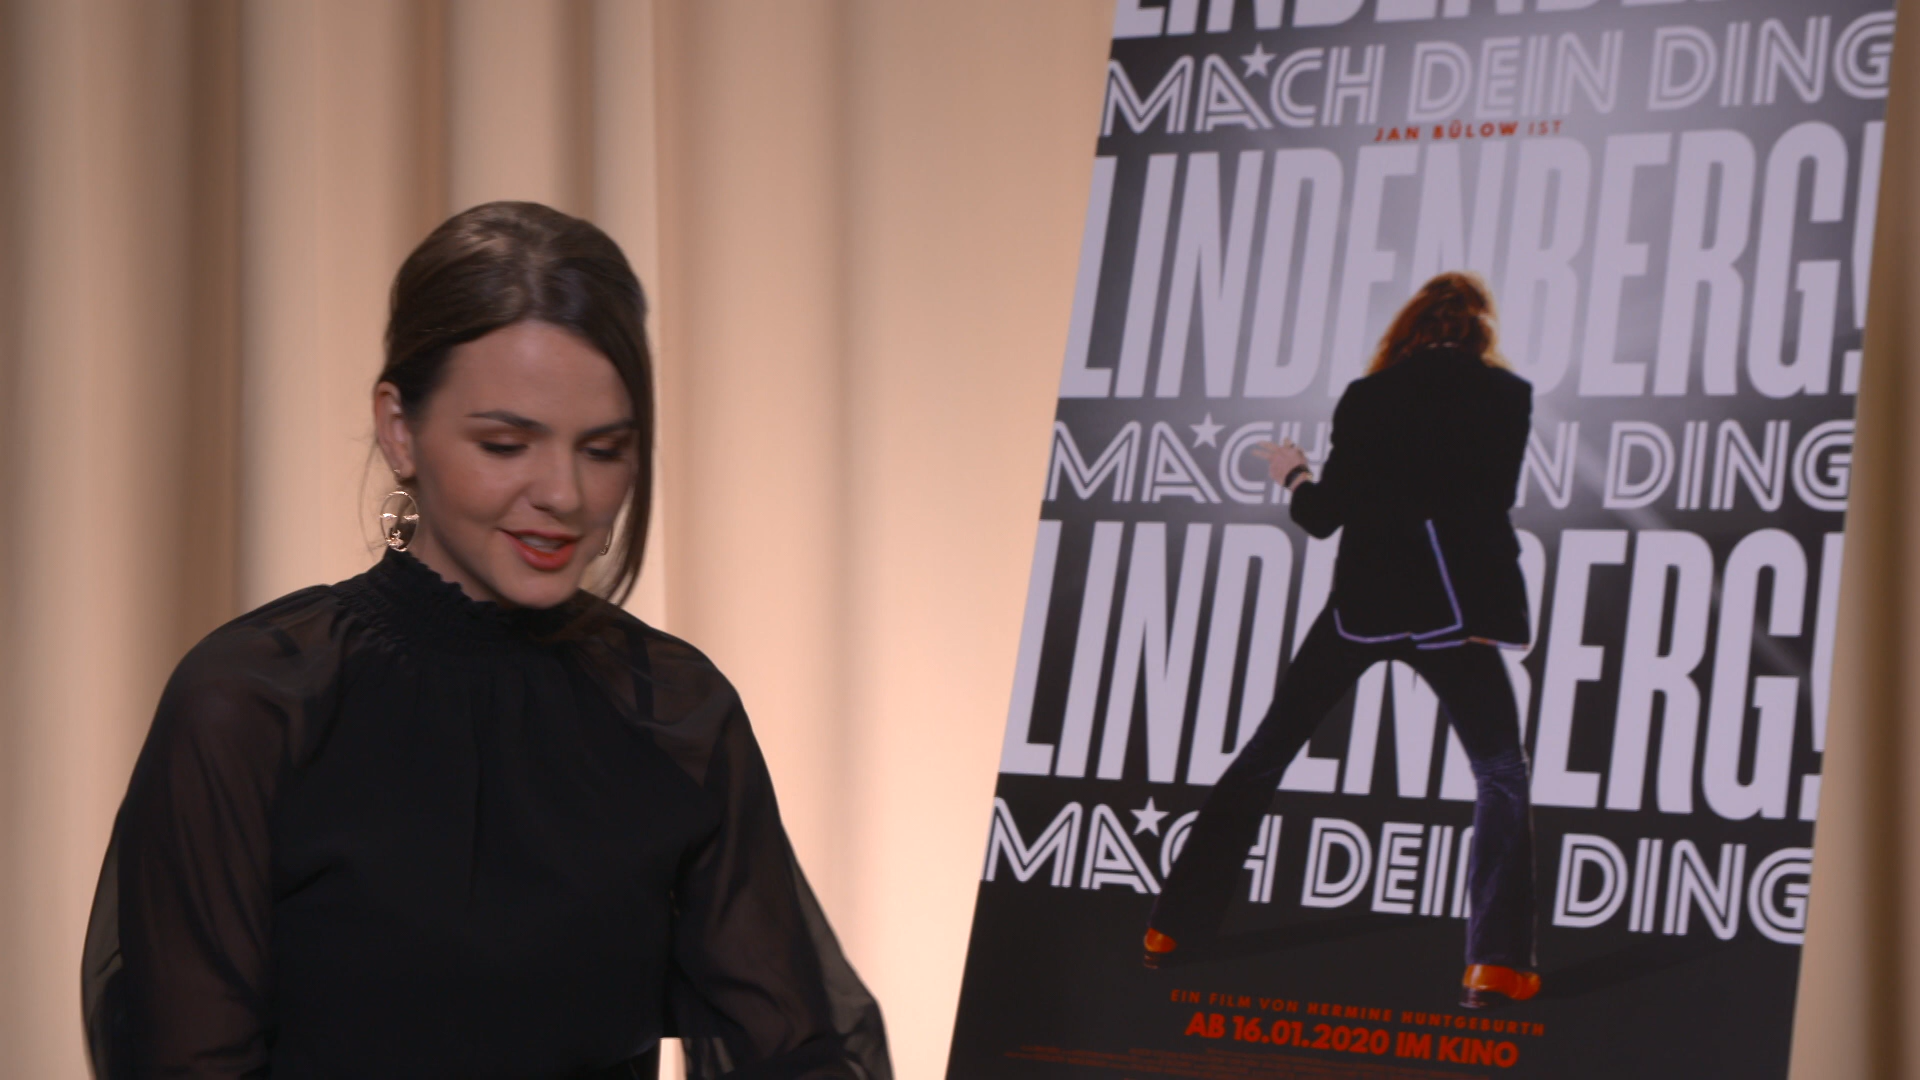 LINDENBERG!
MACH DEIN DING
JAN BÜLOW IST
LINDENBERG!
MACH DEIN DING
LINDENBERG!
MACH DEIN DING
EIN FILM VON HERMINE HUNTGEBURTH
AB 16.01.2020 IM KINO